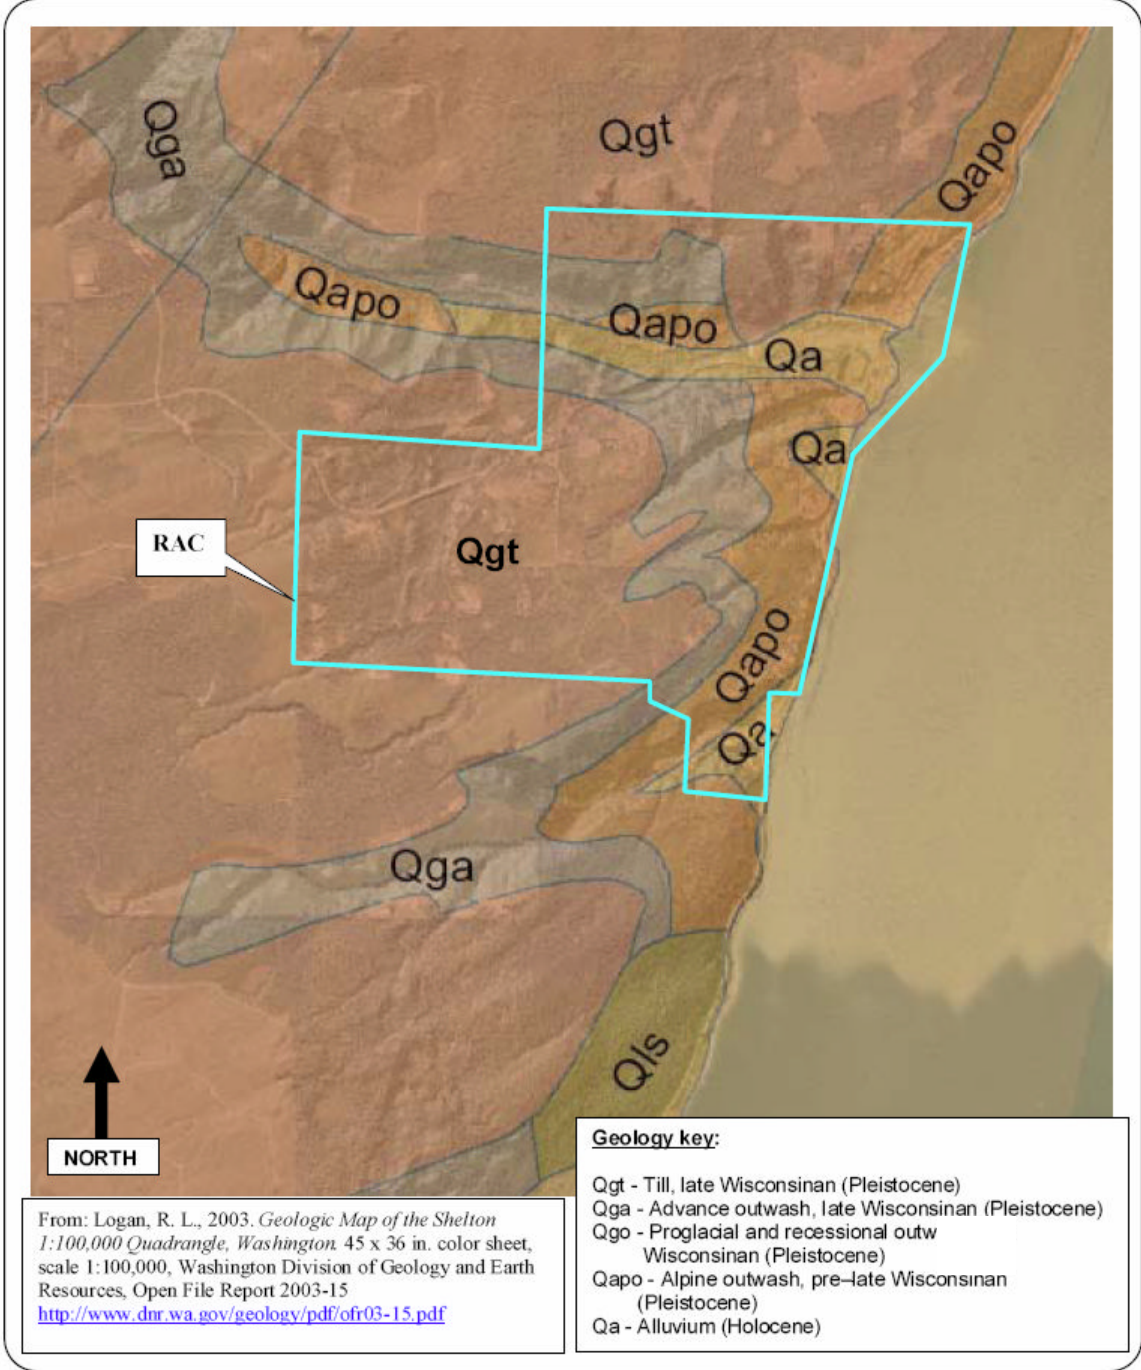 Qga
Qgt
Qapo
Qapo
Qapo
Qa
Qa
RAC
Qgt
Qapo
Qa
Qga
Qls
NORTH
From: Logan, R. L., 2003. Geologic Map of the Shelton
1:100,000 Quadrangle, Washington. 45 x 36 in. color sheet,
scale 1:100,000, Washington Division of Geology and Earth
Resources, Open File Report 2003-15
http://www.dnr.wa.gov/geology/pdf/ofr03-15.pdf
Geology key:
Qgt - Till, late Wisconsinan (Pleistocene)
Qga - Advance outwash, late Wisconsinan (Pleistocene)
Qgo - Proglacial and recessional outw
Wisconsinan (Pleistocene)
Qapo - Alpine outwash, pre–late Wisconsinan
(Pleistocene)
Qa - Alluvium (Holocene)